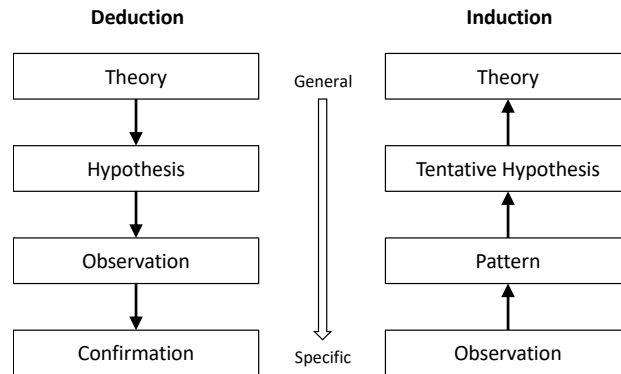 Deduction
Induction
Theory
General
Theory
Hypothesis
Tentative Hypothesis
Observation
Pattern
Confirmation
Specific
Observation